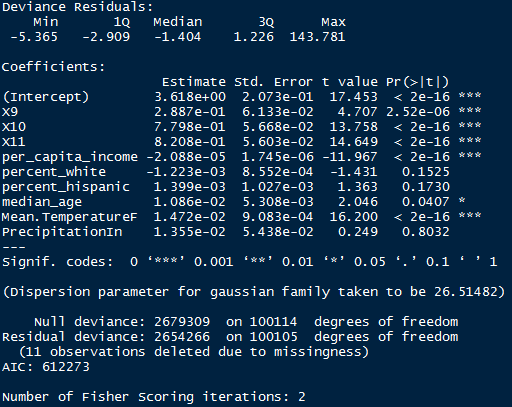 Deviance Residuals:
    Min      1Q  Median      3Q     Max
 -5.365  -2.909  -1.404   1.226 143.781

Coefficients:
                    Estimate Std. Error t value Pr(>|t|)
(Intercept)        3.618e+00  2.073e-01  17.453  < 2e-16 ***
X9                 2.887e-01  6.133e-02   4.707 2.52e-06 ***
X10                7.798e-01  5.668e-02  13.758  < 2e-16 ***
X11                8.208e-01  5.603e-02  14.649  < 2e-16 ***
per_capita_income -2.088e-05  1.745e-06 -11.967  < 2e-16 ***
percent_white     -1.223e-03  8.552e-04  -1.431   0.1525
percent_hispanic   1.399e-03  1.027e-03   1.363   0.1730
median_age         1.086e-02  5.308e-03   2.046   0.0407 *
Mean.TemperatureF  1.472e-02  9.083e-04  16.200  < 2e-16 ***
PrecipitationIn    1.355e-02  5.438e-02   0.249   0.8032
---
Signif. codes:  0 ‘***’ 0.001 ‘**’ 0.01 ‘*’ 0.05 ‘.’ 0.1 ‘ ’ 1

(Dispersion parameter for gaussian family taken to be 26.51482)

    Null deviance: 2679309  on 100114  degrees of freedom
Residual deviance: 2654266  on 100105  degrees of freedom
  (11 observations deleted due to missingness)
AIC: 612273

Number of Fisher Scoring iterations: 2